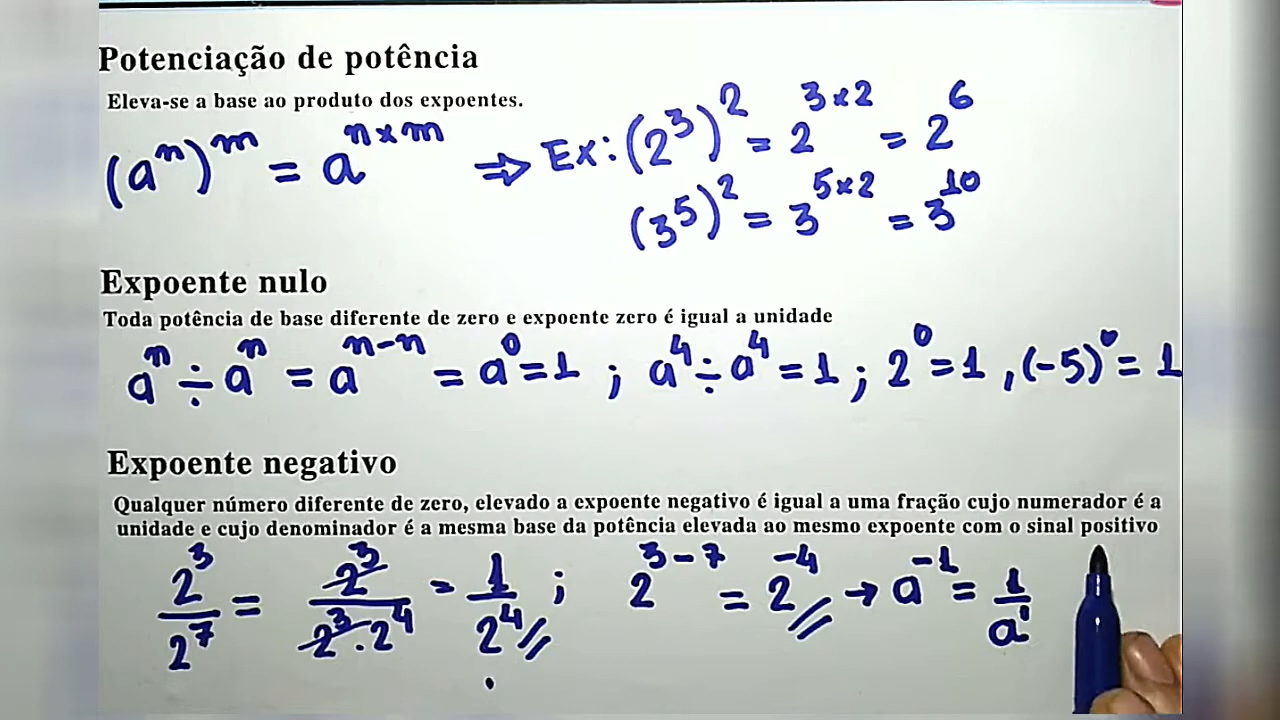 Potenciação de potência
Eleva-se a base ao produto dos expoentes.
(aⁿ)ᵐ = aⁿˣᵐ ⇒ Ex: (2³)² = 2³ˣ² = 2⁶
(3⁵)² = 3⁵ˣ² = 3¹⁰
Expoente nulo
Toda potência de base diferente de zero e expoente zero é igual a unidade
aⁿ ÷ aⁿ = aⁿ⁻ⁿ = a⁰ = 1 ; a⁴ ÷ a⁴ = 1 ; 2⁰ = 1 , (-5)⁰ = 1
Expoente negativo
Qualquer número diferente de zero, elevado a expoente negativo é igual a uma fração cujo numerador é a
unidade e cujo denominador é a mesma base da potência elevada ao mesmo expoente com o sinal positivo
2³/2⁷ = 2³/2³.2⁴ = 1/2⁴ ; 2³⁻⁷ = 2⁻⁴ → a⁻¹ = 1/a¹